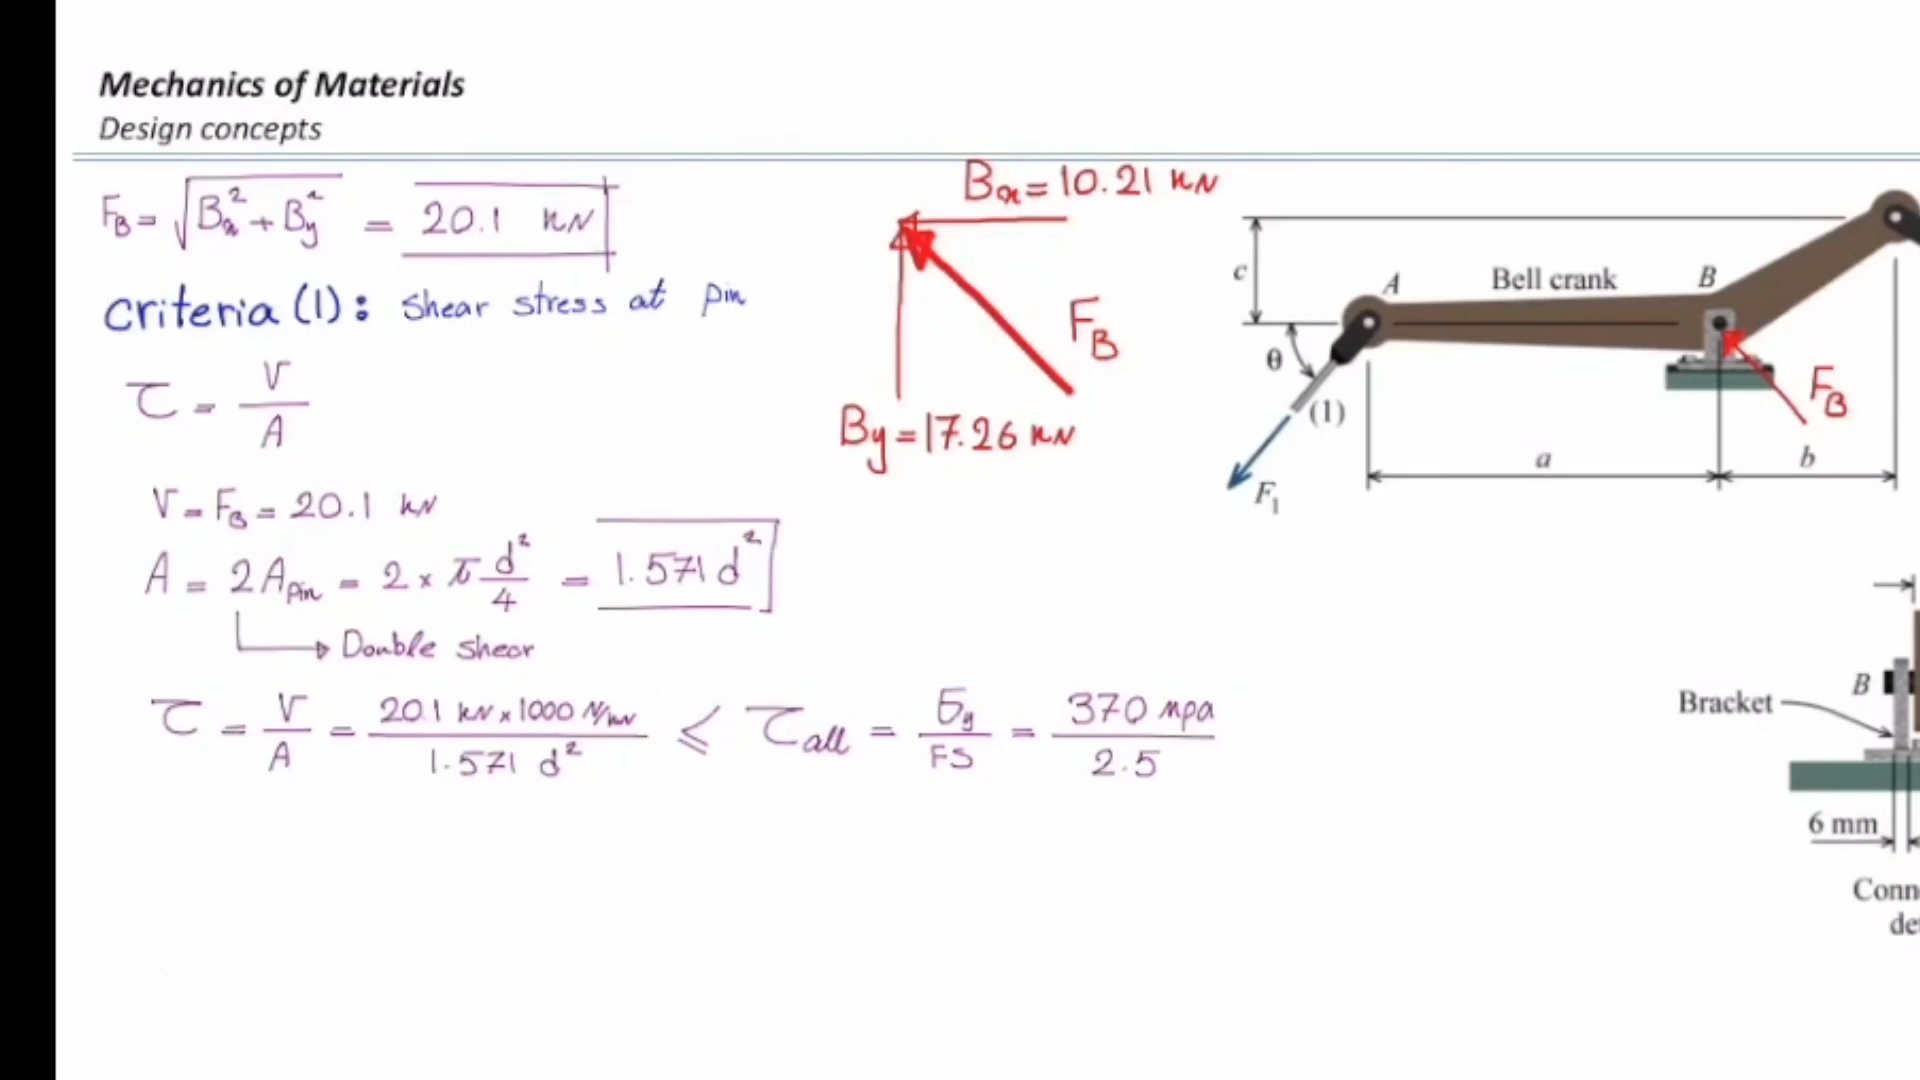 Mechanics of Materials
Design concepts
F_B = √(B_x² + B_y²) = 20.1 kN
Criteria (1): Shear stress at pin
τ = V/A
V = F_B = 20.1 kN
A = 2A_Pin = 2 × π d²/4 = 1.571 d²
Double shear
τ = V/A = 20.1 kN × 1000 N/kN / 1.571 d² ≤ τ_all = σ_y/FS = 370 mpa / 2.5
B_x = 10.21 kN
F_B
B_y = 17.26 kN
c
A
Bell crank
B
θ
(1)
F_B
F_1
a
b
B
Bracket
6 mm
Conn
de